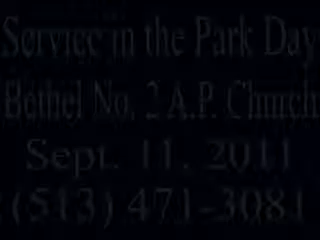 Service in the Park Day
Bethel No. 2 A.P. Church
Sept. 11, 2011
(513) 471-3081